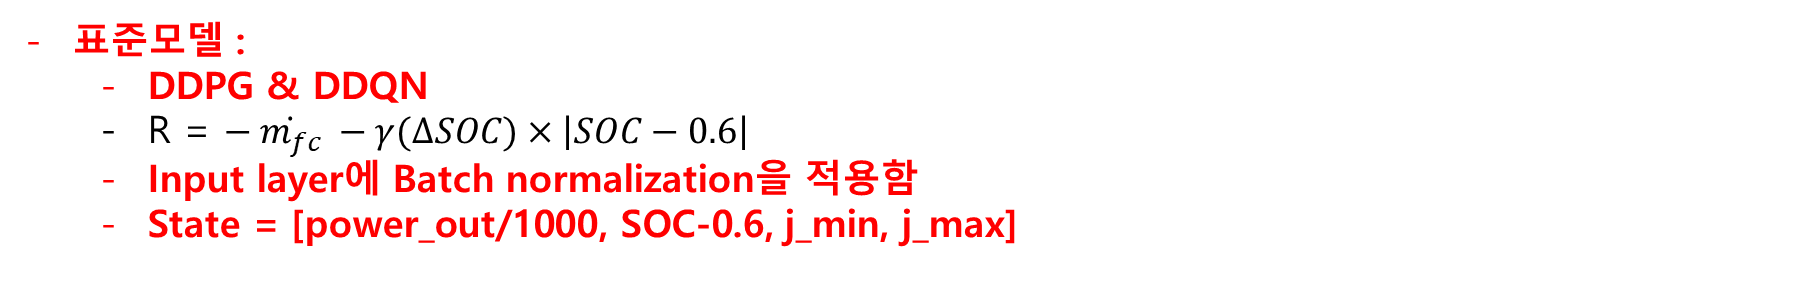 - 표준모델 :
- DDPG & DDQN
- R = −ṁ_fc − γ(ΔSOC) × |SOC − 0.6|
- Input layer에 Batch normalization을 적용함
- State = [power_out/1000, SOC-0.6, j_min, j_max]